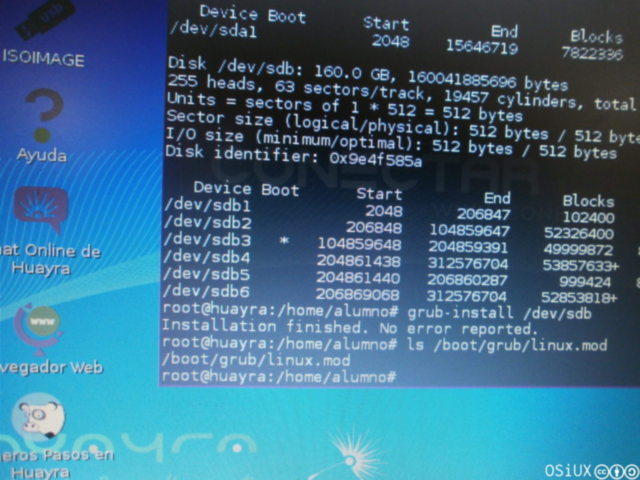 Device Boot Start End Blocks
/dev/sda1 2048 15646719 7822336
Disk /dev/sdb: 160.0 GB, 160041885696 bytes
255 heads, 63 sectors/track, 19457 cylinders, total
Units = sectors of 1 * 512 = 512 bytes
Sector size (logical/physical): 512 bytes / 512 byte
I/O size (minimum/optimal): 512 bytes / 512 bytes
Disk identifier: 0x9e4f585a
CONECTAR
Device Boot Start End Blocks
/dev/sdb1 2048 206847 102400
/dev/sdb2 206848 104859647 52326400
/dev/sdb3 * 104859648 204859391 49999872
/dev/sdb4 204861438 312576704 53857633+
/dev/sdb5 204861440 206860287 999424
/dev/sdb6 206869068 312576704 52853818+
root@huayra:/home/alumno# grub-install /dev/sdb
Installation finished. No error reported.
root@huayra:/home/alumno# ls /boot/grub/linux.mod
/boot/grub/linux.mod
root@huayra:/home/alumno#
usb
ISOIMAGE
Ayuda
hat Online de
Huayra
www
vegador Web
meros Pasos en
Huayra
huayra
OSiUX